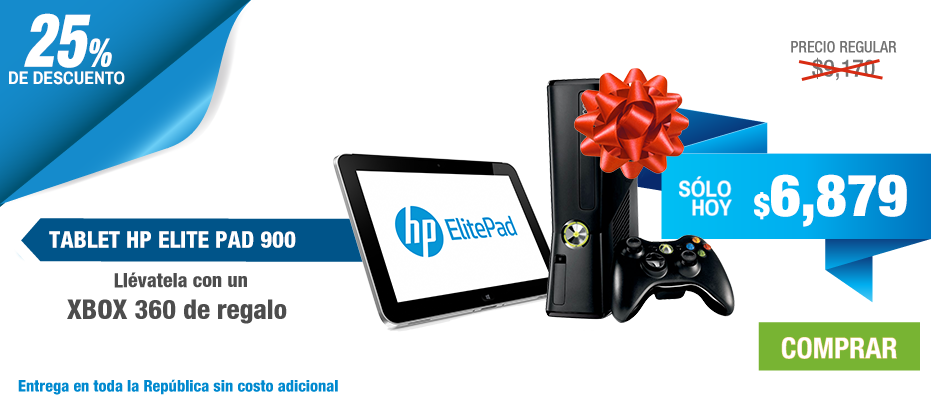 25%
DE DESCUENTO
PRECIO REGULAR
$9,170
SÓLO
HOY
$6,879
TABLET HP ELITE PAD 900
Llévatela con un
XBOX 360 de regalo
hp ElitePad
COMPRAR
Entrega en toda la República sin costo adicional